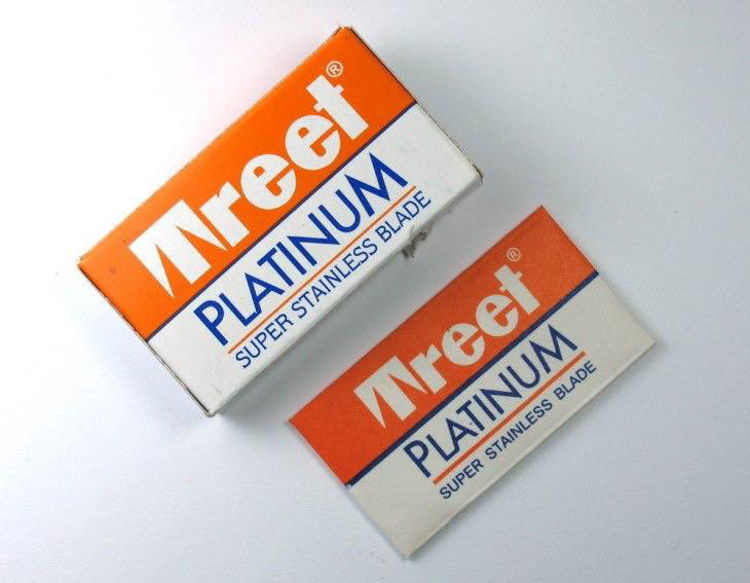 Treet®
PLATINUM
SUPER STAINLESS BLADE
Treet®
PLATINUM
SUPER STAINLESS BLADE